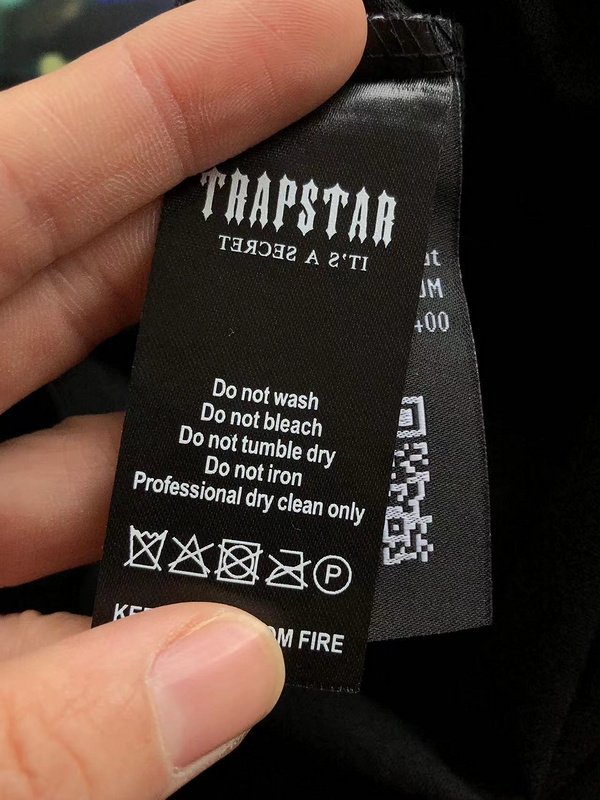 TRAPSTAR
IT'S A SECRET
Do not wash
Do not bleach
Do not tumble dry
Do not iron
Professional dry clean only
P
FIRE